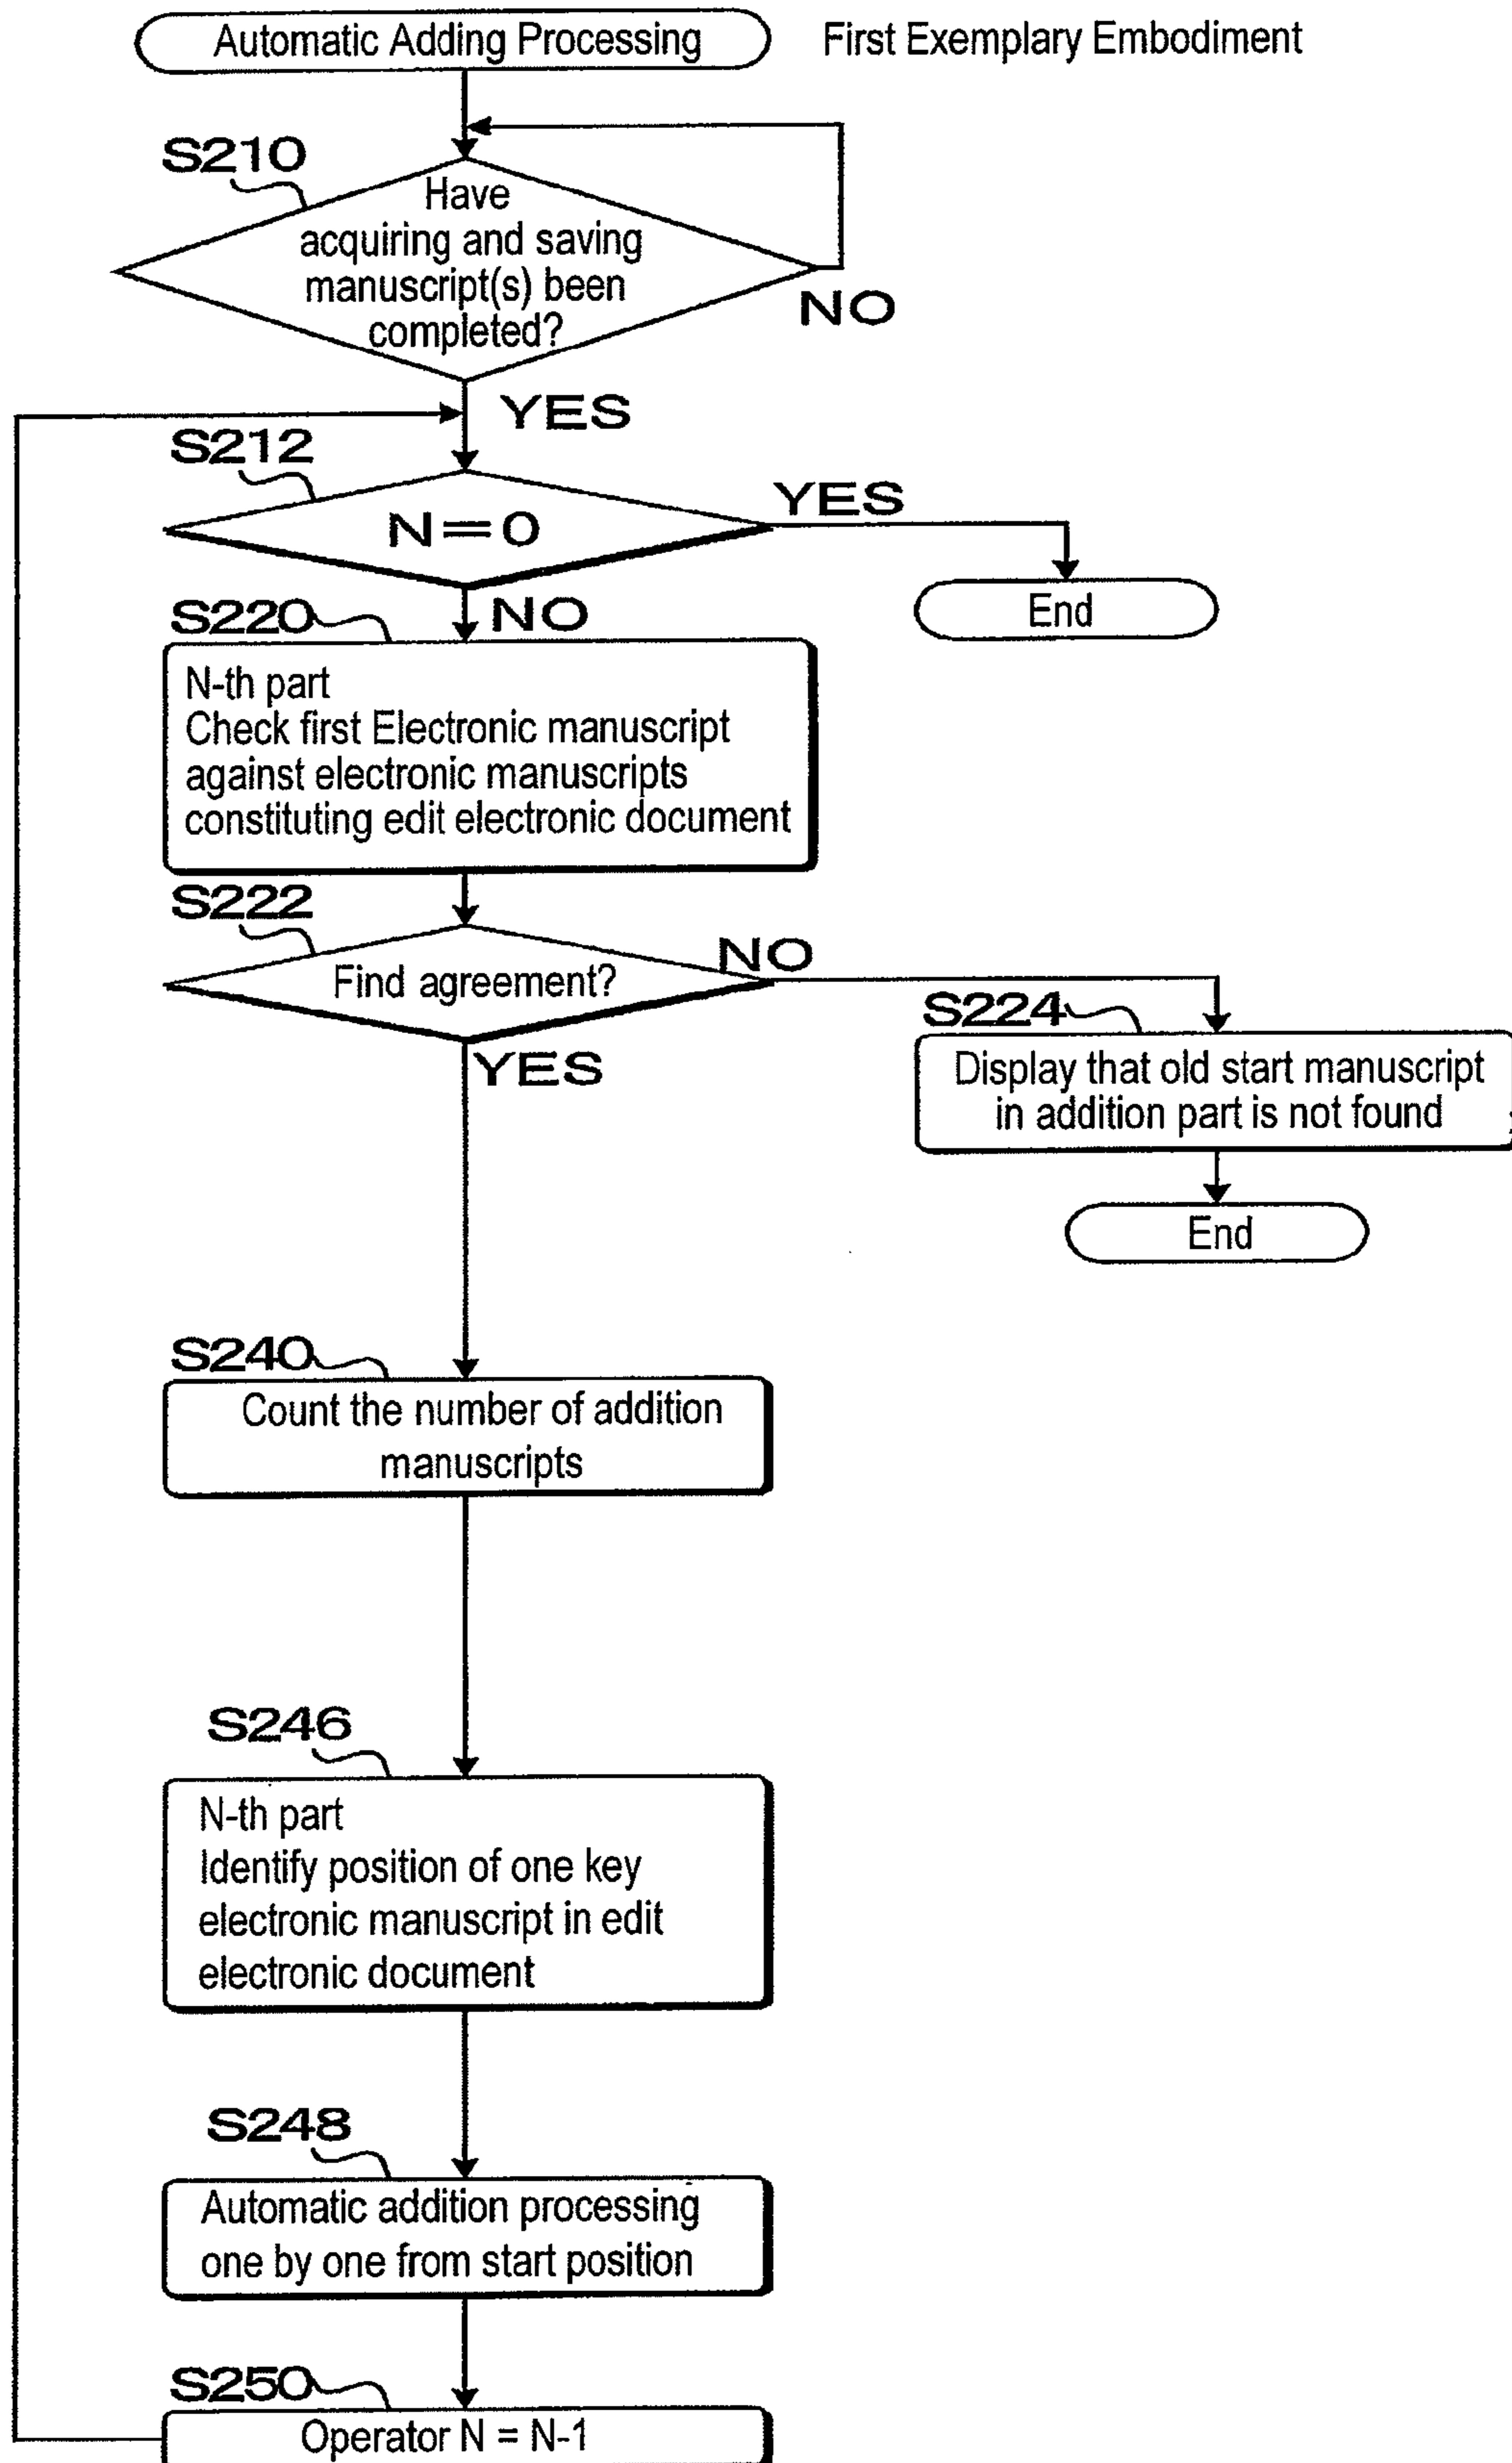 Automatic Adding Processing
First Exemplary Embodiment
S210
Have
acquiring and saving
manuscript(s) been
completed?
NO
YES
S212
N=0
YES
End
NO
S220
N-th part
Check first Electronic manuscript
against electronic manuscripts
constituting edit electronic document
S222
Find agreement?
NO
S224
Display that old start manuscript
in addition part is not found
End
YES
S240
Count the number of addition
manuscripts
S246
N-th part
Identify position of one key
electronic manuscript in edit
electronic document
S248
Automatic addition processing
one by one from start position
S250
Operator N = N-1